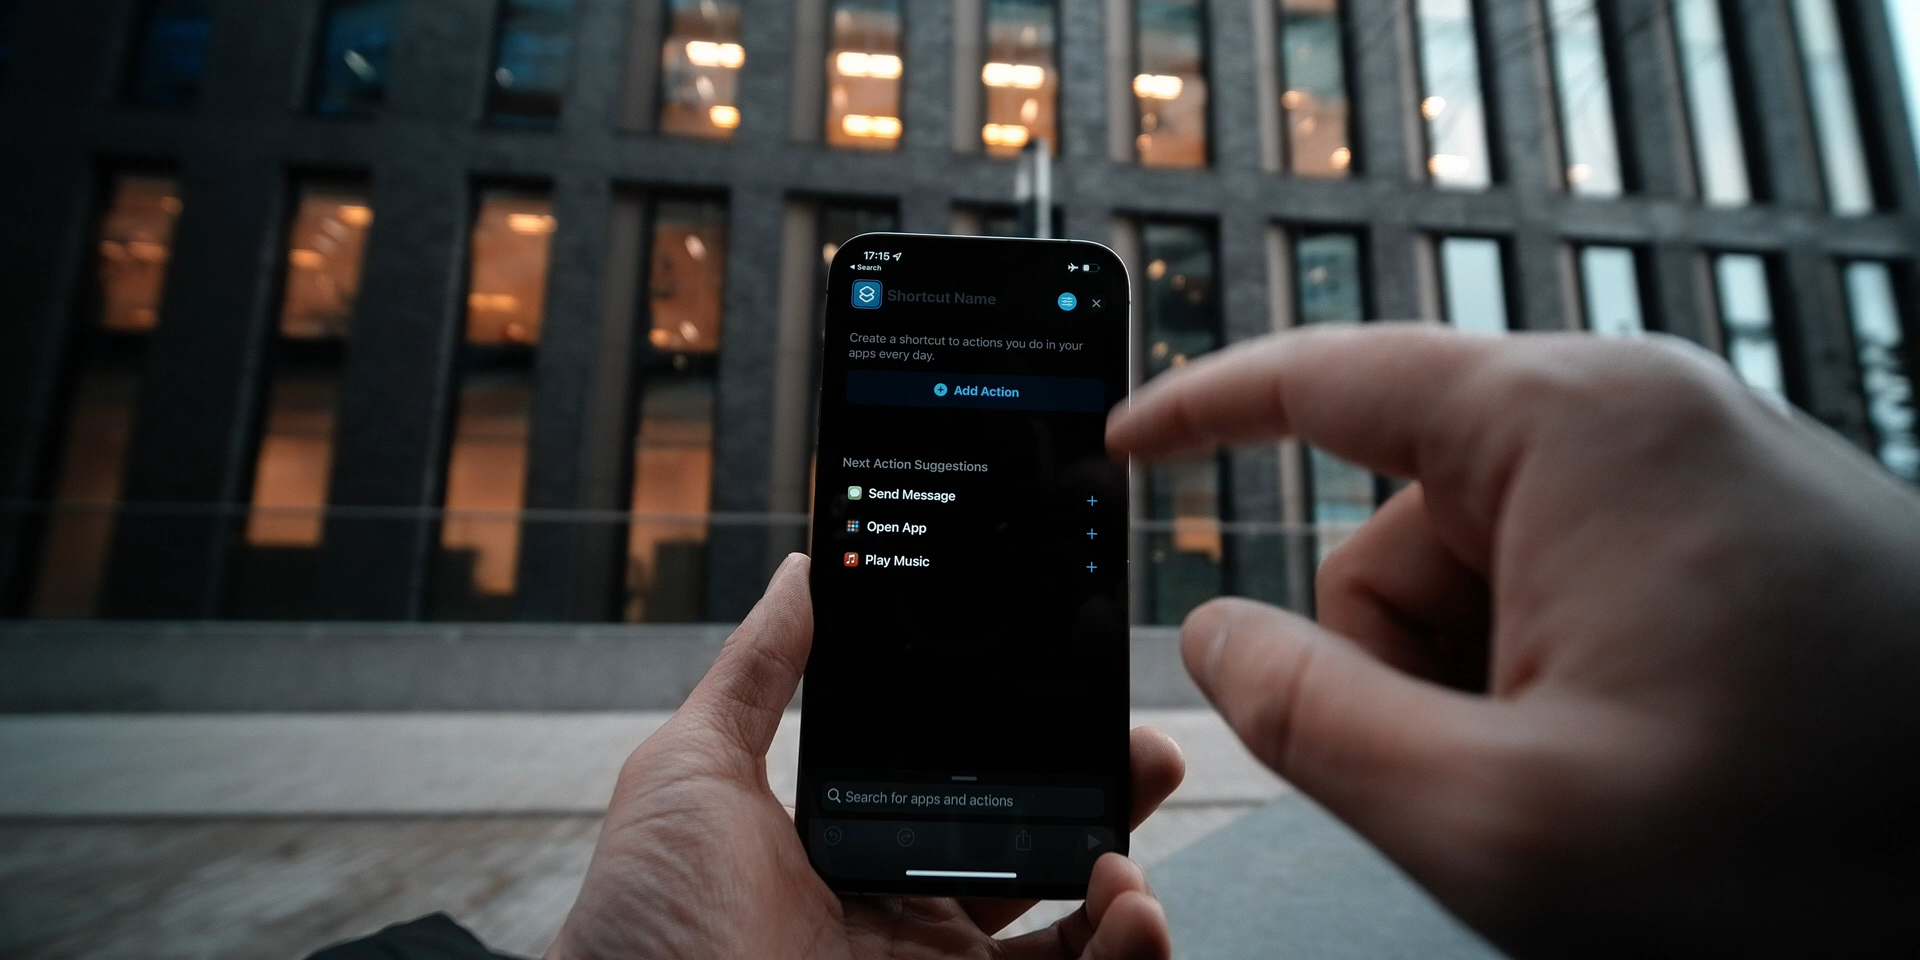 17:15
Search
Shortcut Name
Create a shortcut to actions you do in your
apps every day.
Add Action
Next Action Suggestions
Send Message
Open App
Play Music
Search for apps and actions